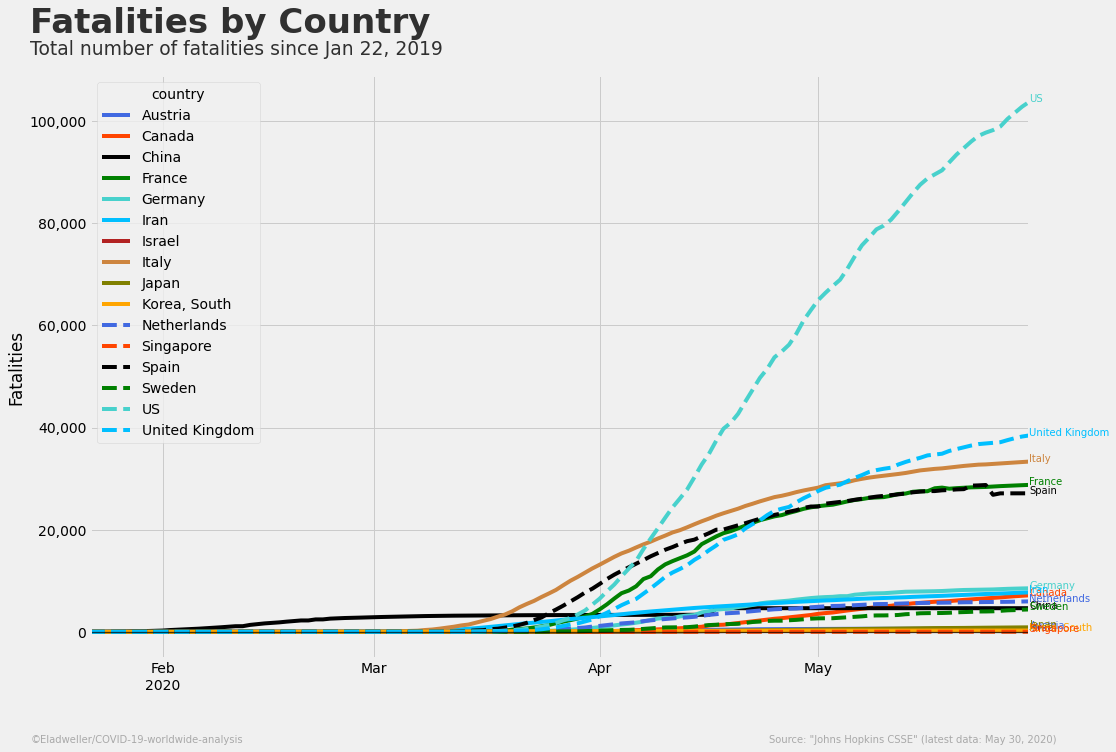 Fatalities by Country
Total number of fatalities since Jan 22, 2019
country
Austria
Canada
China
France
Germany
Iran
Israel
Italy
Japan
Korea, South
Netherlands
Singapore
Spain
Sweden
US
United Kingdom
Fatalities
100,000
80,000
60,000
40,000
20,000
0
Feb
2020
Mar
Apr
May
US
United Kingdom
Italy
France
Spain
Germany
Canada
Netherlands
Sweden
Singapore
©Eladweller/COVID-19-worldwide-analysis
Source: "Johns Hopkins CSSE" (latest data: May 30, 2020)